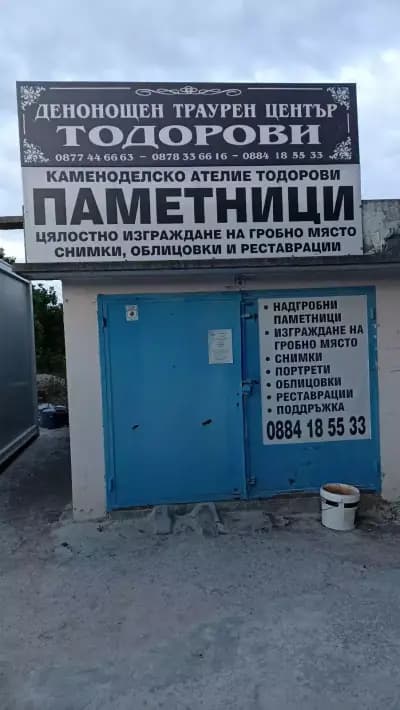 ДЕНОНОЩЕН ТРАУРЕН ЦЕНТЪР
ТОДОРОВИ
0877 44 66 63 – 0878 33 66 16 – 0884 18 55 33
КАМЕНОДЕЛСКО АТЕЛИЕ ТОДОРОВИ
ПАМЕТНИЦИ
ЦЯЛОСТНО ИЗГРАЖДАНЕ НА ГРОБНО МЯСТО
СНИМКИ, ОБЛИЦОВКИ И РЕСТАВРАЦИИ
• НАДГРОБНИ
ПАМЕТНИЦИ
• ИЗГРАЖДАНЕ НА
ГРОБНО МЯСТО
• СНИМКИ
• ПОРТРЕТИ
• ОБЛИЦОВКИ
• РЕСТАВРАЦИИ
• ПОДДРЪЖКА
0884 18 55 33